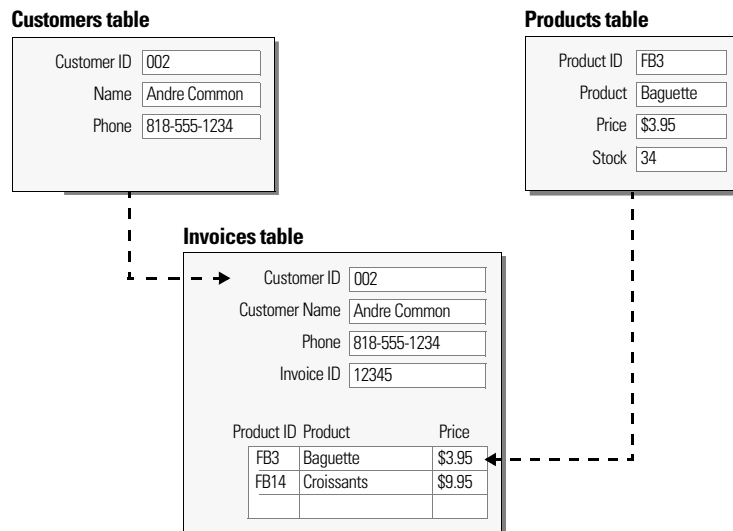 Customers table
Customer ID 002
Name Andre Common
Phone 818-555-1234
Products table
Product ID FB3
Product Baguette
Price $3.95
Stock 34
Invoices table
Customer ID 002
Customer Name Andre Common
Phone 818-555-1234
Invoice ID 12345
Product ID Product Price
FB3 Baguette $3.95
FB14 Croissants $9.95